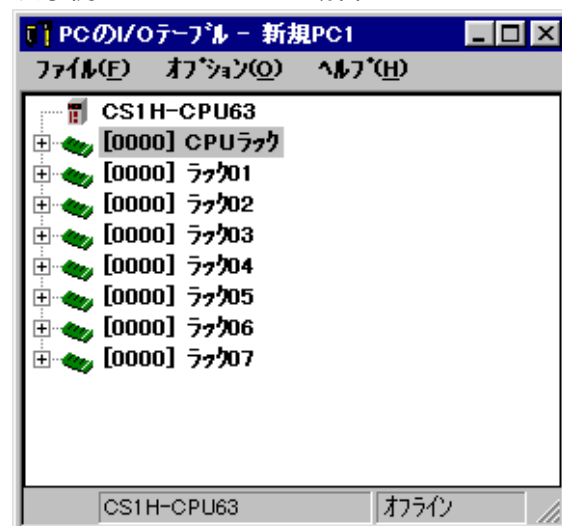 PCのI/Oテーブル - 新規PC1
ファイル(F) オプション(O) ヘルプ(H)
CS1H-CPU63
[0000] CPUラック
[0000] ラック01
[0000] ラック02
[0000] ラック03
[0000] ラック04
[0000] ラック05
[0000] ラック06
[0000] ラック07
CS1H-CPU63 オフライン